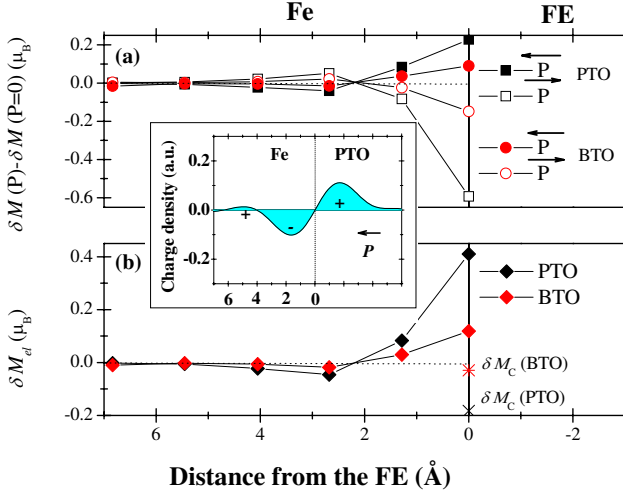 Fe FE
(a)
δM(P)-δM (P=0) (μB)
0.2
0.0
-0.2
-0.4
-0.6
P
P
PTO
P
P
BTO
Charge density (a.u.)
0.2
0.0
-0.2
Fe PTO
+ - +
P
6 4 2 0
(b)
δMel (μB)
0.4
0.2
0.0
-0.2
PTO
BTO
δMC (BTO)
δMC (PTO)
6 4 2 0 -2
Distance from the FE (Å)